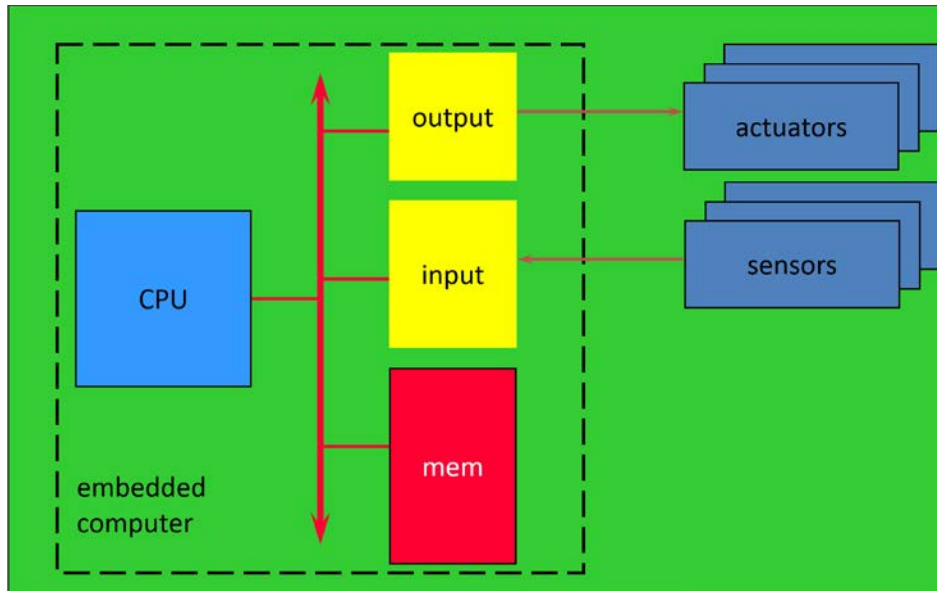 output
actuators
input
sensors
CPU
mem
embedded
computer